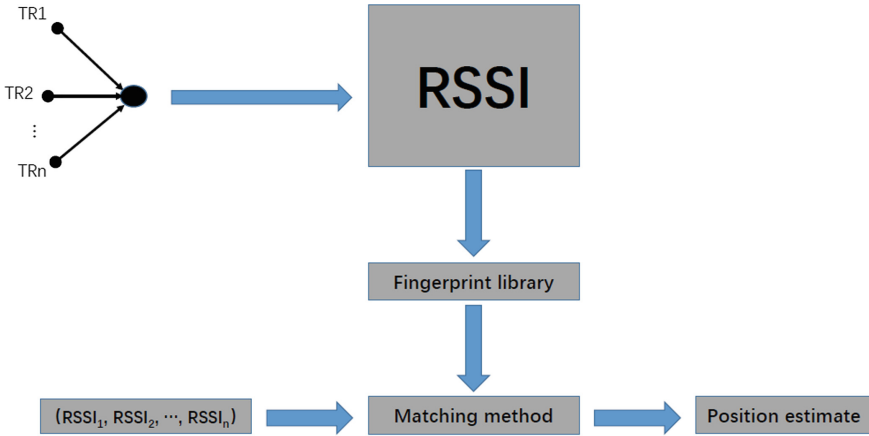 TR1
TR2
⋮
TRn
RSSI
Fingerprint library
(RSSI₁, RSSI₂, ···, RSSIₙ)
Matching method
Position estimate